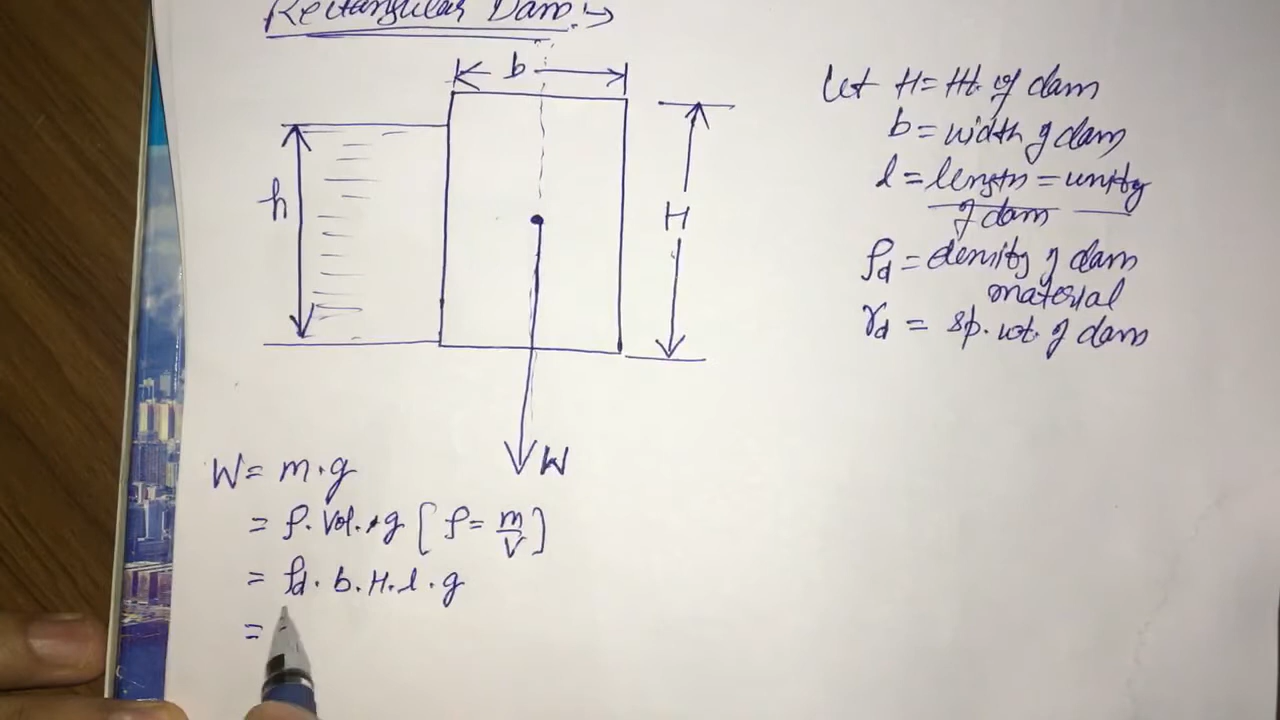 Rectangular Dam:→
b
h
H
W
Let H = Ht. of dam
b = width of dam
l = length = unity
of dam
ρd = density of dam
material
γd = sp. wt. of dam
W = m·g
= ρ. Vol. × g [ρ = m/V]
= ρd · b · H · l · g
=